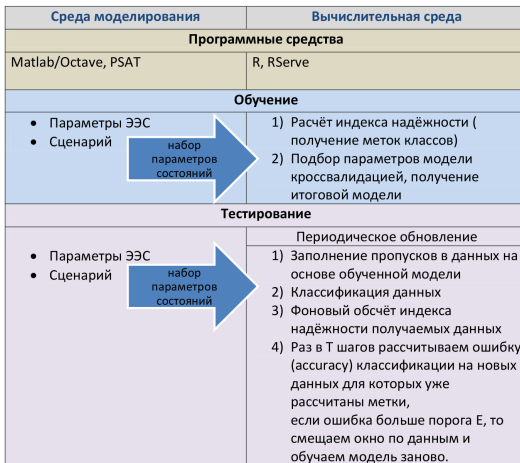 Среда моделирования
Вычислительная среда
Программные средства
Matlab/Octave, PSAT
R, RServe
Обучение
• Параметры ЭЭС
• Сценарий
набор
параметров
состояний
1) Расчёт индекса надёжности (
получение меток классов)
2) Подбор параметров модели
кроссвалидацией, получение
итоговой модели
Тестирование
• Параметры ЭЭС
• Сценарий
набор
параметров
состояний
Периодическое обновление
1) Заполнение пропусков в данных на
основе обученной модели
2) Классификация данных
3) Фоновый обсчёт индекса
надёжности получаемых данных
4) Раз в T шагов рассчитываем ошибку
(accuracy) классификации на новых
данных для которых уже
рассчитаны метки,
если ошибка больше порога E, то
смещаем окно по данным и
обучаем модель заново.